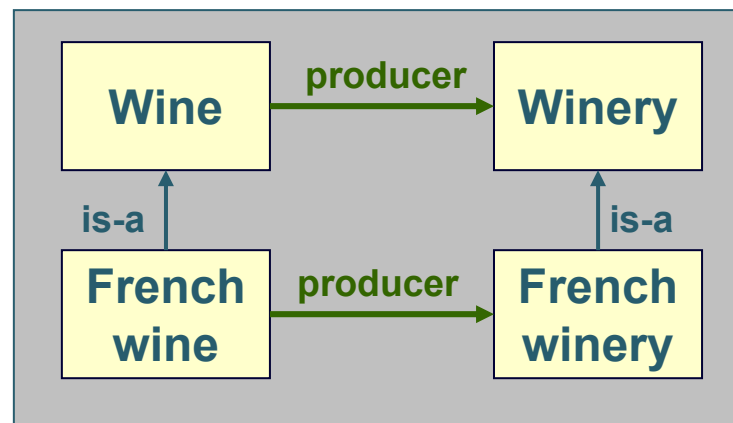 producer
Wine
Winery
is-a
is-a
French
wine
producer
French
winery